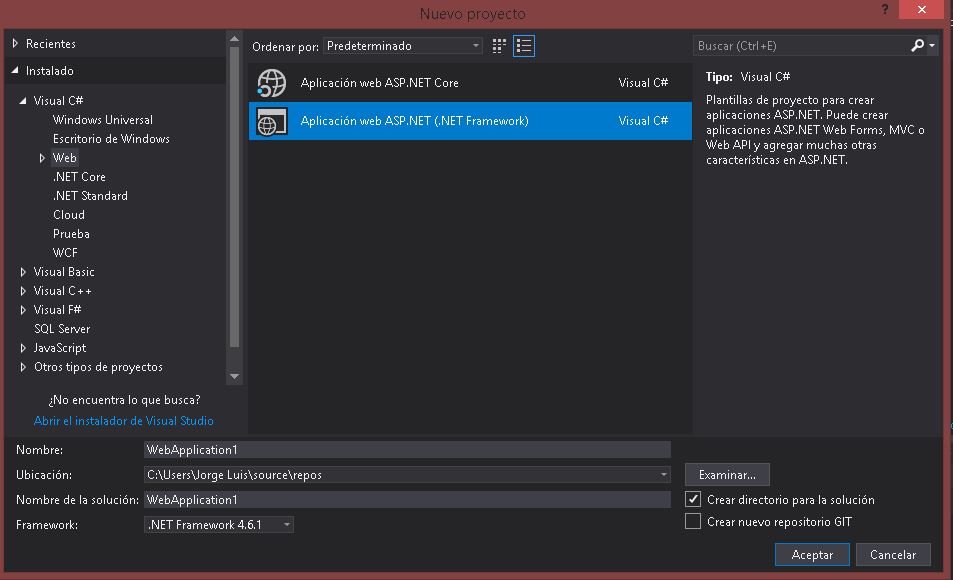 Nuevo proyecto
?
Recientes
Instalado
Visual C#
Windows Universal
Escritorio de Windows
Web
.NET Core
.NET Standard
Cloud
Prueba
WCF
Visual Basic
Visual C++
Visual F#
SQL Server
JavaScript
Otros tipos de proyectos
¿No encuentra lo que busca?
Abrir el instalador de Visual Studio
Ordenar por: Predeterminado
Aplicación web ASP.NET Core Visual C#
Aplicación web ASP.NET (.NET Framework) Visual C#
Buscar (Ctrl+E)
Tipo: Visual C#
Plantillas de proyecto para crear
aplicaciones ASP.NET. Puede crear
aplicaciones ASP.NET Web Forms, MVC o
Web API y agregar muchas otras
características en ASP.NET.
Nombre: WebApplication1
Ubicación: C:\Users\Jorge Luis\source\repos
Examinar...
Nombre de la solución: WebApplication1
Crear directorio para la solución
Framework: .NET Framework 4.6.1
Crear nuevo repositorio GIT
Aceptar Cancelar